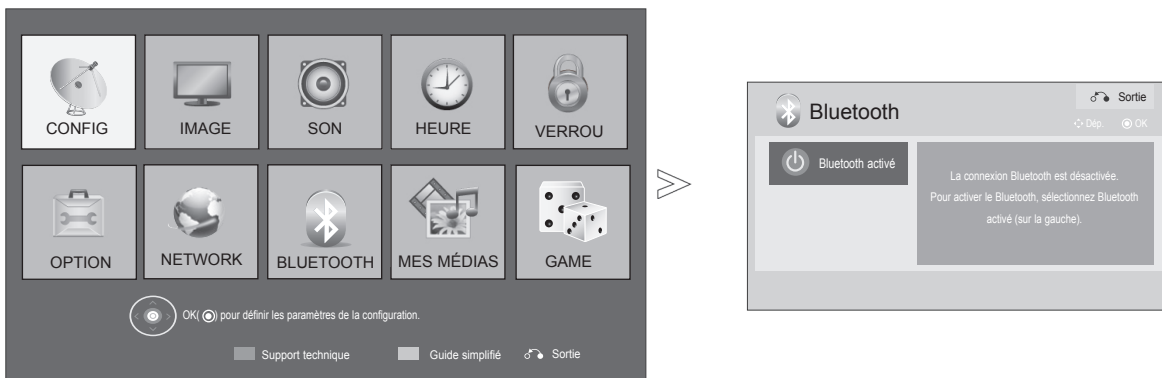 CONFIG IMAGE SON HEURE VERROU
OPTION NETWORK BLUETOOTH MES MÉDIAS GAME
OK( ) pour définir les paramètres de la configuration.
Support technique Guide simplifié Sortie
Bluetooth
Sortie
Dép. OK
Bluetooth activé
La connexion Bluetooth est désactivée.
Pour activer le Bluetooth, sélectionnez Bluetooth
activé (sur la gauche).